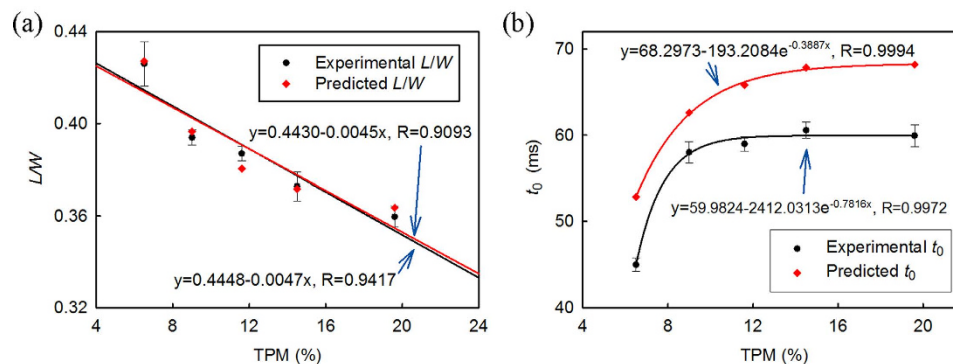 (a)
0.44
0.40
0.36
0.32
L/W
Experimental L/W
Predicted L/W
y=0.4430-0.0045x, R=0.9093
y=0.4448-0.0047x, R=0.9417
4 8 12 16 20 24
TPM (%)
(b)
70
60
50
40
t₀ (ms)
y=68.2973-193.2084e^-0.3887x, R=0.9994
y=59.9824-2412.0313e^-0.7816x, R=0.9972
Experimental t₀
Predicted t₀
4 8 12 16 20
TPM (%)